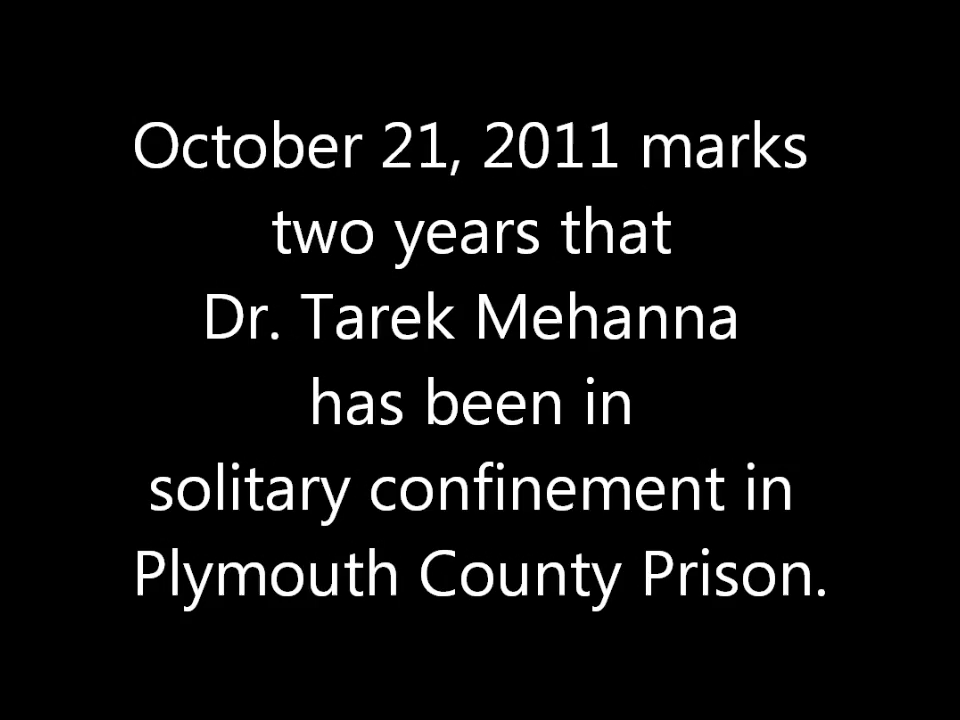 October 21, 2011 marks
two years that
Dr. Tarek Mehanna
has been in
solitary confinement in
Plymouth County Prison.